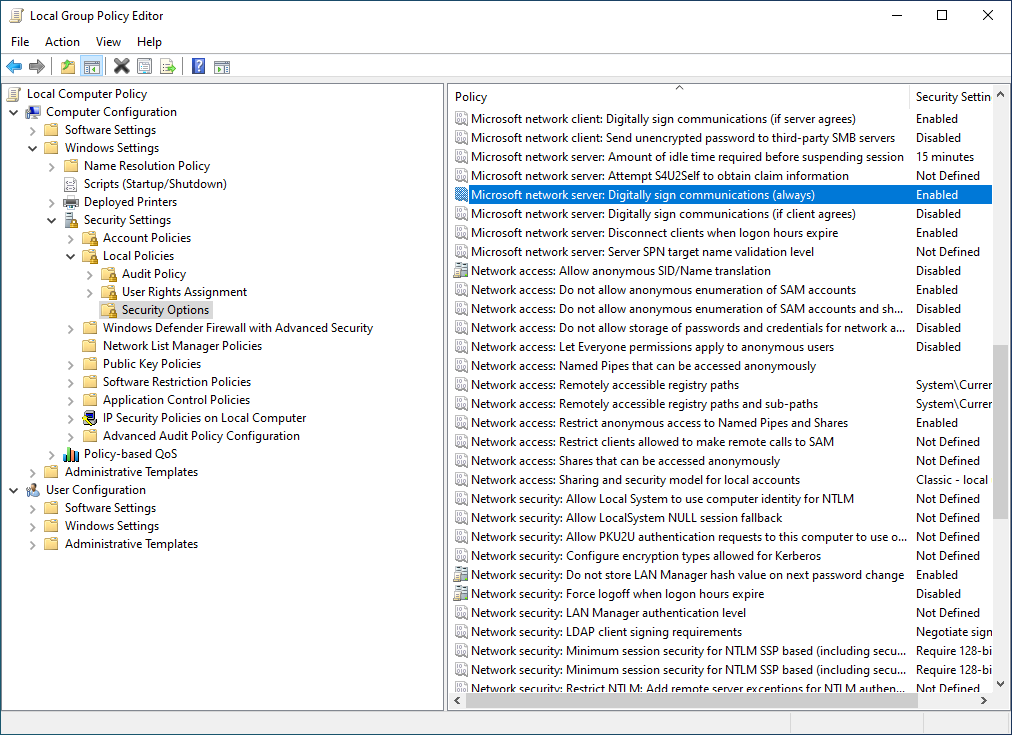 Local Group Policy Editor
File Action View Help
Local Computer Policy
Computer Configuration
Software Settings
Windows Settings
Name Resolution Policy
Scripts (Startup/Shutdown)
Deployed Printers
Security Settings
Account Policies
Local Policies
Audit Policy
User Rights Assignment
Security Options
Windows Defender Firewall with Advanced Security
Network List Manager Policies
Public Key Policies
Software Restriction Policies
Application Control Policies
IP Security Policies on Local Computer
Advanced Audit Policy Configuration
Policy-based QoS
Administrative Templates
User Configuration
Software Settings
Windows Settings
Administrative Templates
Policy Security Settin
Microsoft network client: Digitally sign communications (if server agrees) Enabled
Microsoft network client: Send unencrypted password to third-party SMB servers Disabled
Microsoft network server: Amount of idle time required before suspending session 15 minutes
Microsoft network server: Attempt S4U2Self to obtain claim information Not Defined
Microsoft network server: Digitally sign communications (always) Enabled
Microsoft network server: Digitally sign communications (if client agrees) Disabled
Microsoft network server: Disconnect clients when logon hours expire Enabled
Microsoft network server: Server SPN target name validation level Not Defined
Network access: Allow anonymous SID/Name translation Disabled
Network access: Do not allow anonymous enumeration of SAM accounts Enabled
Network access: Do not allow anonymous enumeration of SAM accounts and sh... Disabled
Network access: Do not allow storage of passwords and credentials for network a... Disabled
Network access: Let Everyone permissions apply to anonymous users Disabled
Network access: Named Pipes that can be accessed anonymously
Network access: Remotely accessible registry paths System\Curren
Network access: Remotely accessible registry paths and sub-paths System\Curren
Network access: Restrict anonymous access to Named Pipes and Shares Enabled
Network access: Restrict clients allowed to make remote calls to SAM Not Defined
Network access: Shares that can be accessed anonymously Not Defined
Network access: Sharing and security model for local accounts Classic - local
Network security: Allow Local System to use computer identity for NTLM Not Defined
Network security: Allow LocalSystem NULL session fallback Not Defined
Network security: Allow PKU2U authentication requests to this computer to use o... Not Defined
Network security: Configure encryption types allowed for Kerberos Not Defined
Network security: Do not store LAN Manager hash value on next password change Enabled
Network security: Force logoff when logon hours expire Disabled
Network security: LAN Manager authentication level Not Defined
Network security: LDAP client signing requirements Negotiate sign
Network security: Minimum session security for NTLM SSP based (including secu... Require 128-bi
Network security: Minimum session security for NTLM SSP based (including secu... Require 128-bi
Network security: Restrict NTLM: Add remote server exceptions for NTLM authen... Not Defined